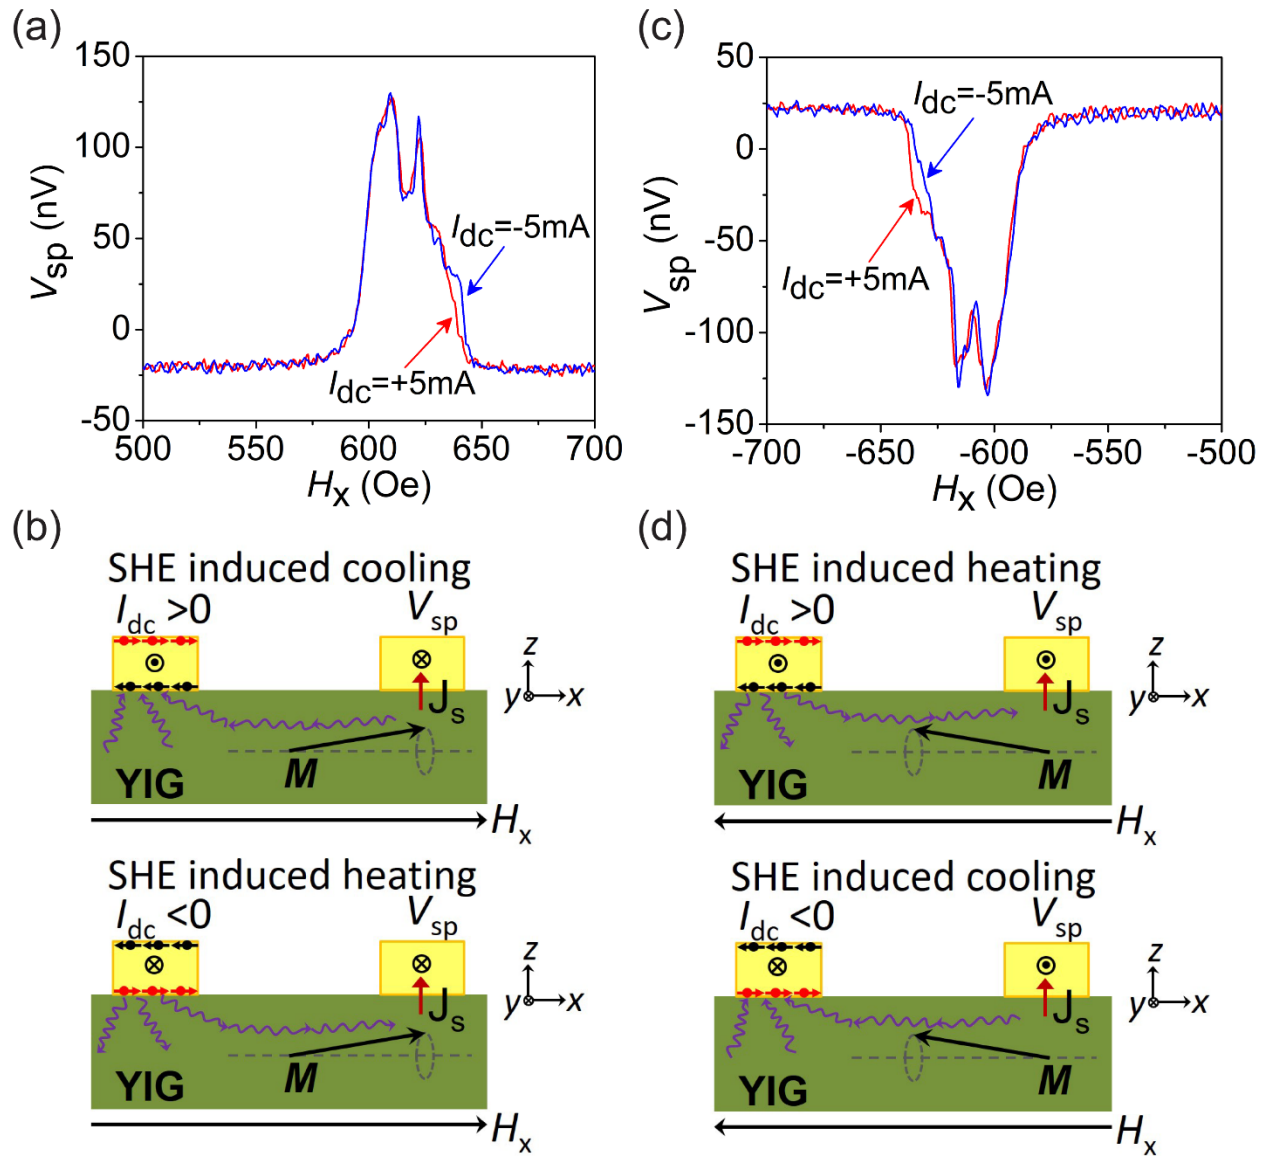 (a)
150
100
50
0
-50
V_sp (nV)
I_dc=-5mA
I_dc=+5mA
500 550 600 650 700
H_x (Oe)
(c)
50
0
-50
-100
-150
V_sp (nV)
I_dc=-5mA
I_dc=+5mA
-700 -650 -600 -550 -500
H_x (Oe)
(b)
SHE induced cooling
I_dc >0
V_sp
z
y x
J_s
M
YIG
H_x
SHE induced heating
I_dc <0
V_sp
z
y x
J_s
M
YIG
H_x
(d)
SHE induced heating
I_dc >0
V_sp
z
y x
J_s
M
YIG
H_x
SHE induced cooling
I_dc <0
V_sp
z
y x
J_s
M
YIG
H_x